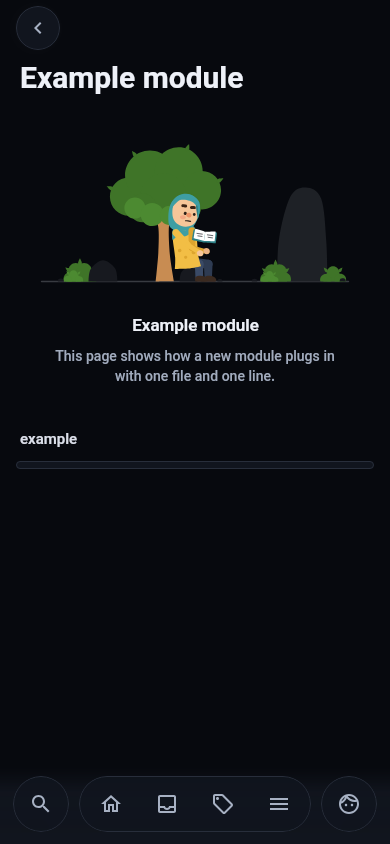 Example module
Example module
This page shows how a new module plugs in
with one file and one line.
example